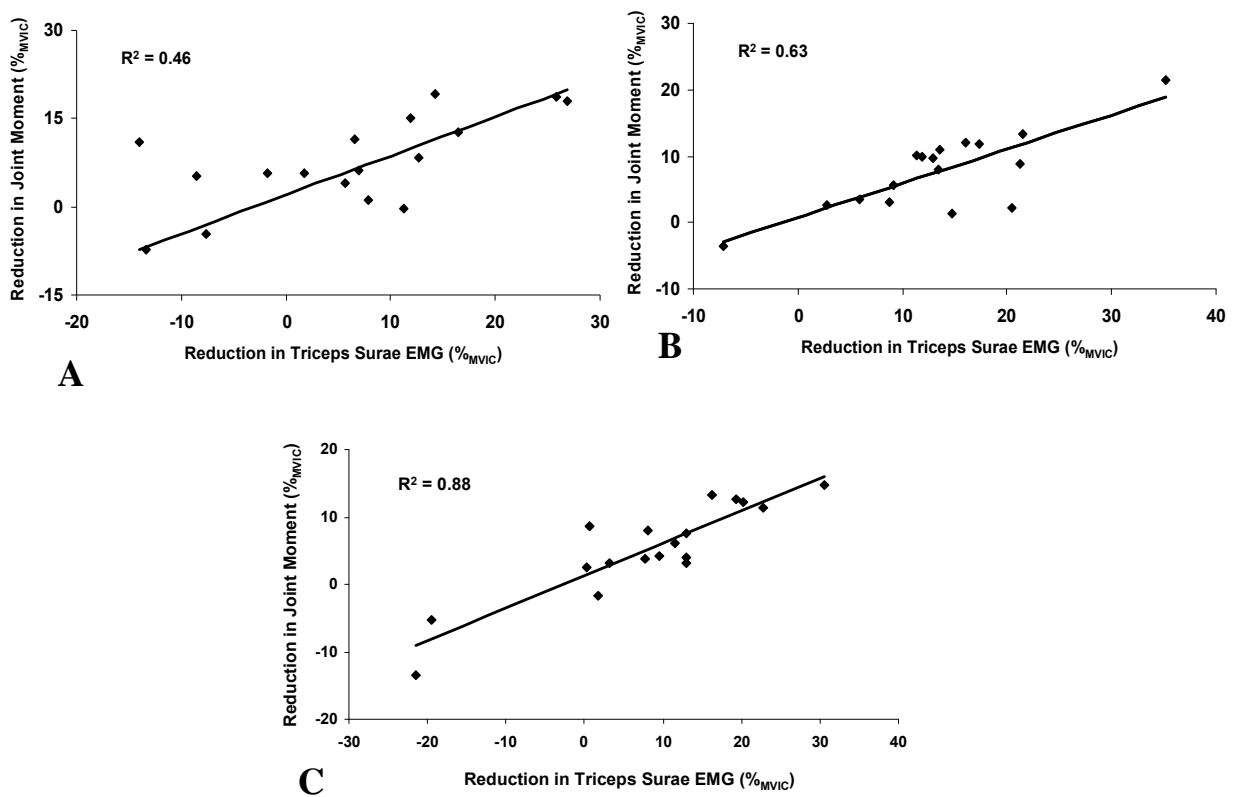 Reduction in Joint Moment (%MVIC)
R² = 0.46
30
15
0
-15
-20 -10 0 10 20 30
Reduction in Triceps Surae EMG (%MVIC)
A
Reduction in Joint Moment (%MVIC)
R² = 0.63
30
20
10
0
-10
-10 0 10 20 30 40
Reduction in Triceps Surae EMG (%MVIC)
B
Reduction in Joint Moment (%MVIC)
R² = 0.88
20
10
0
-10
-20
-30 -20 -10 0 10 20 30 40
Reduction in Triceps Surae EMG (%MVIC)
C